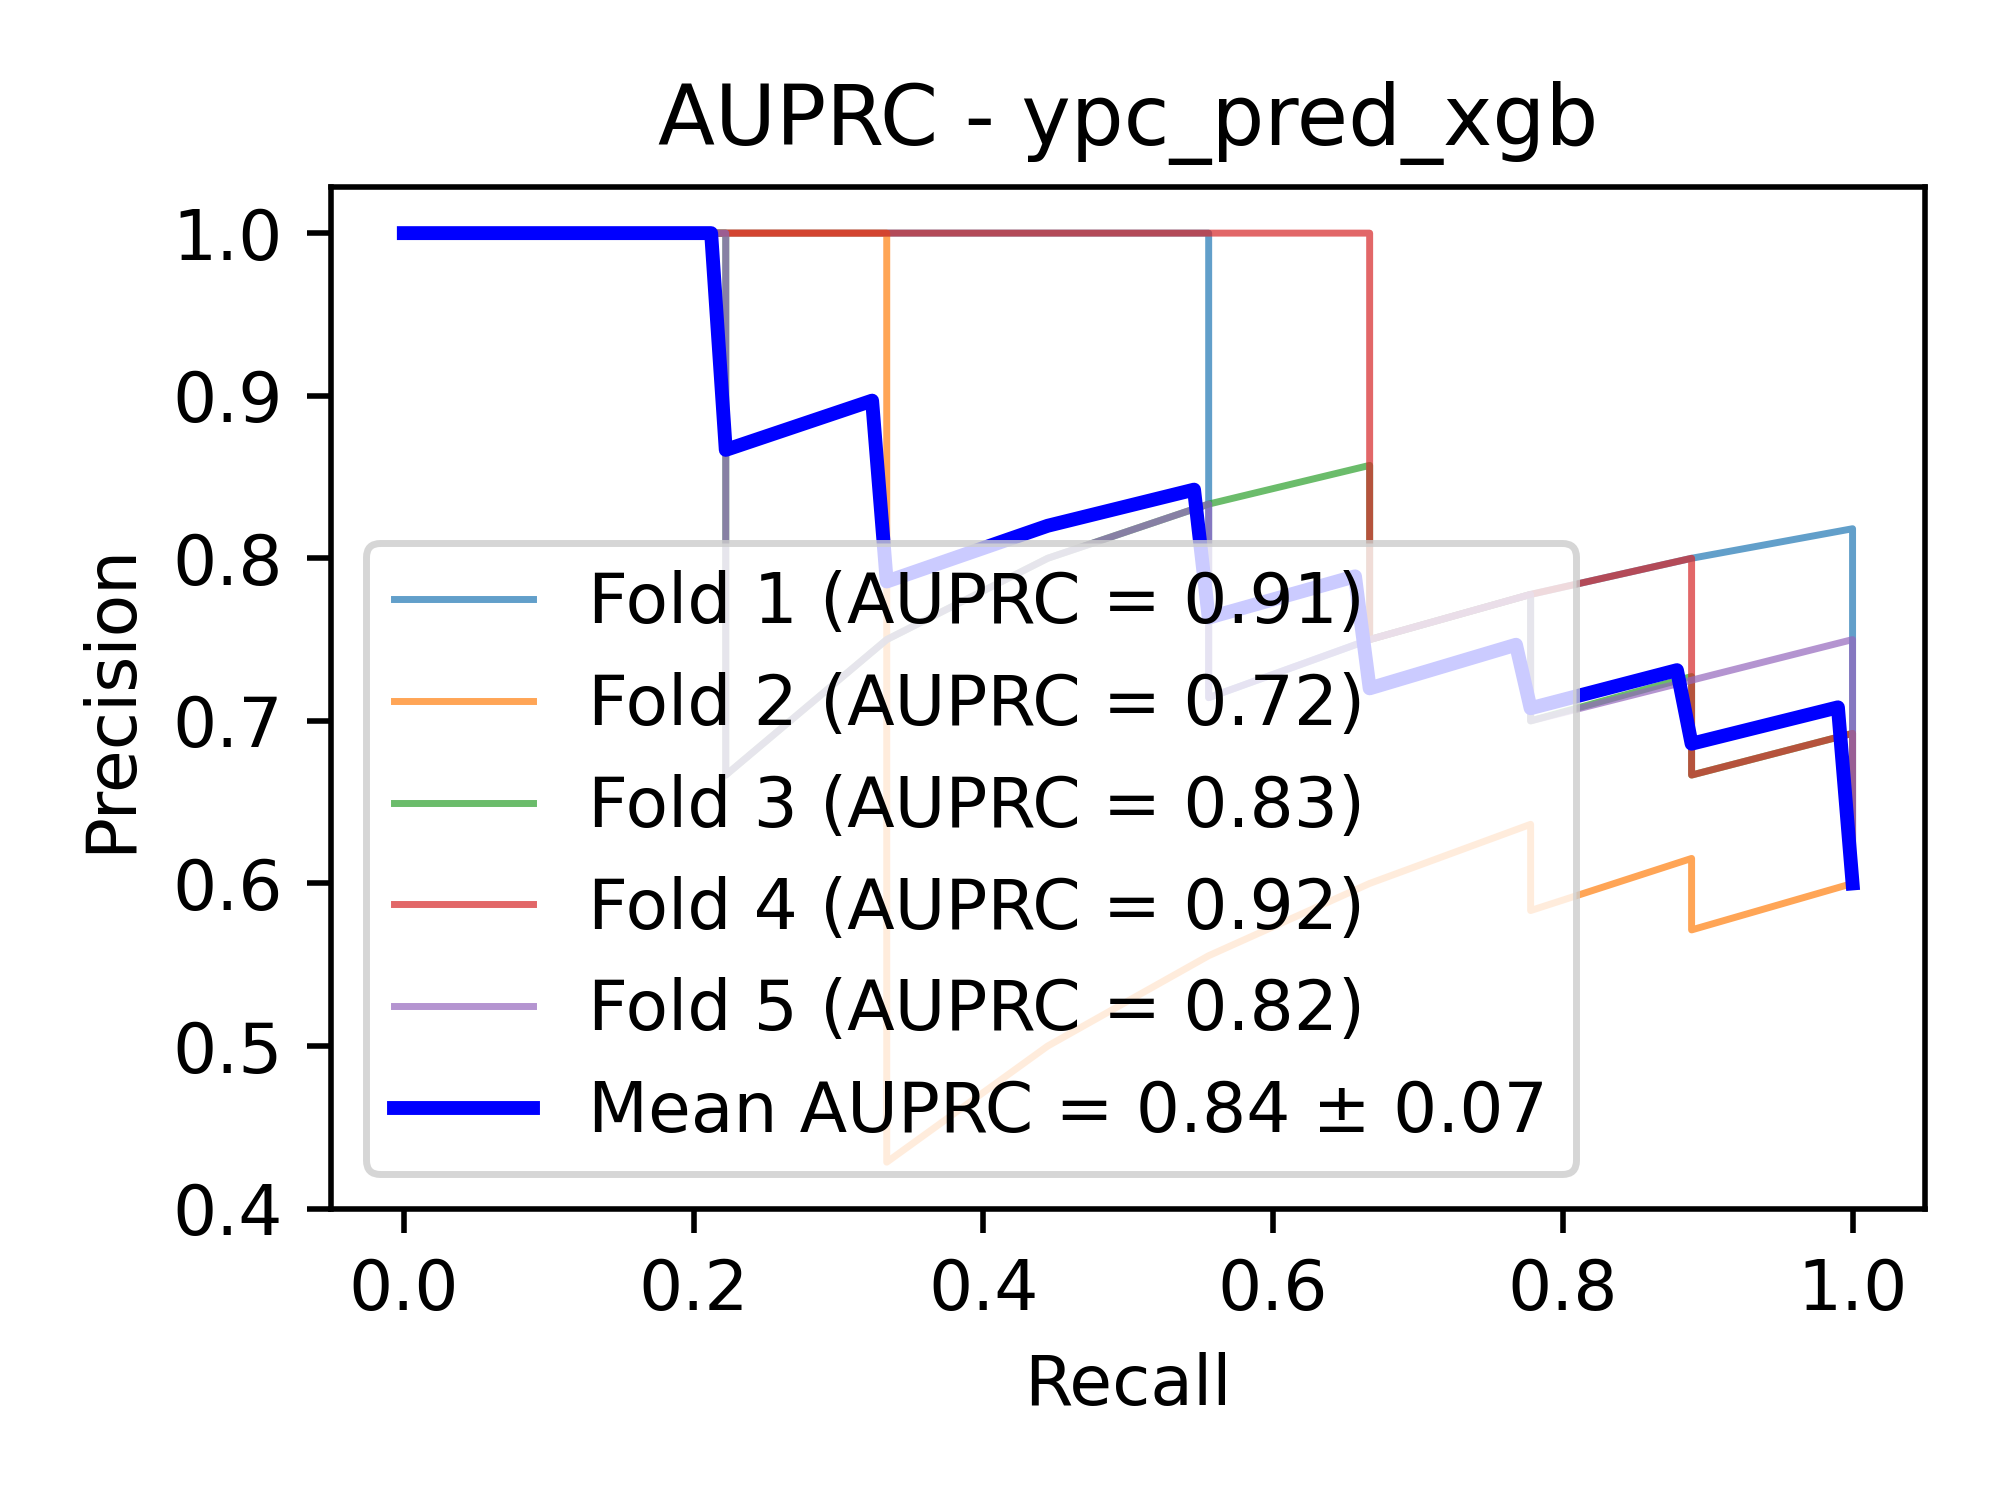 AUPRC - ypc_pred_xgb
1.0
0.9
0.8
0.7
0.6
0.5
0.4
Precision
Fold 1 (AUPRC = 0.91)
Fold 2 (AUPRC = 0.72)
Fold 3 (AUPRC = 0.83)
Fold 4 (AUPRC = 0.92)
Fold 5 (AUPRC = 0.82)
Mean AUPRC = 0.84 ± 0.07
0.0 0.2 0.4 0.6 0.8 1.0
Recall